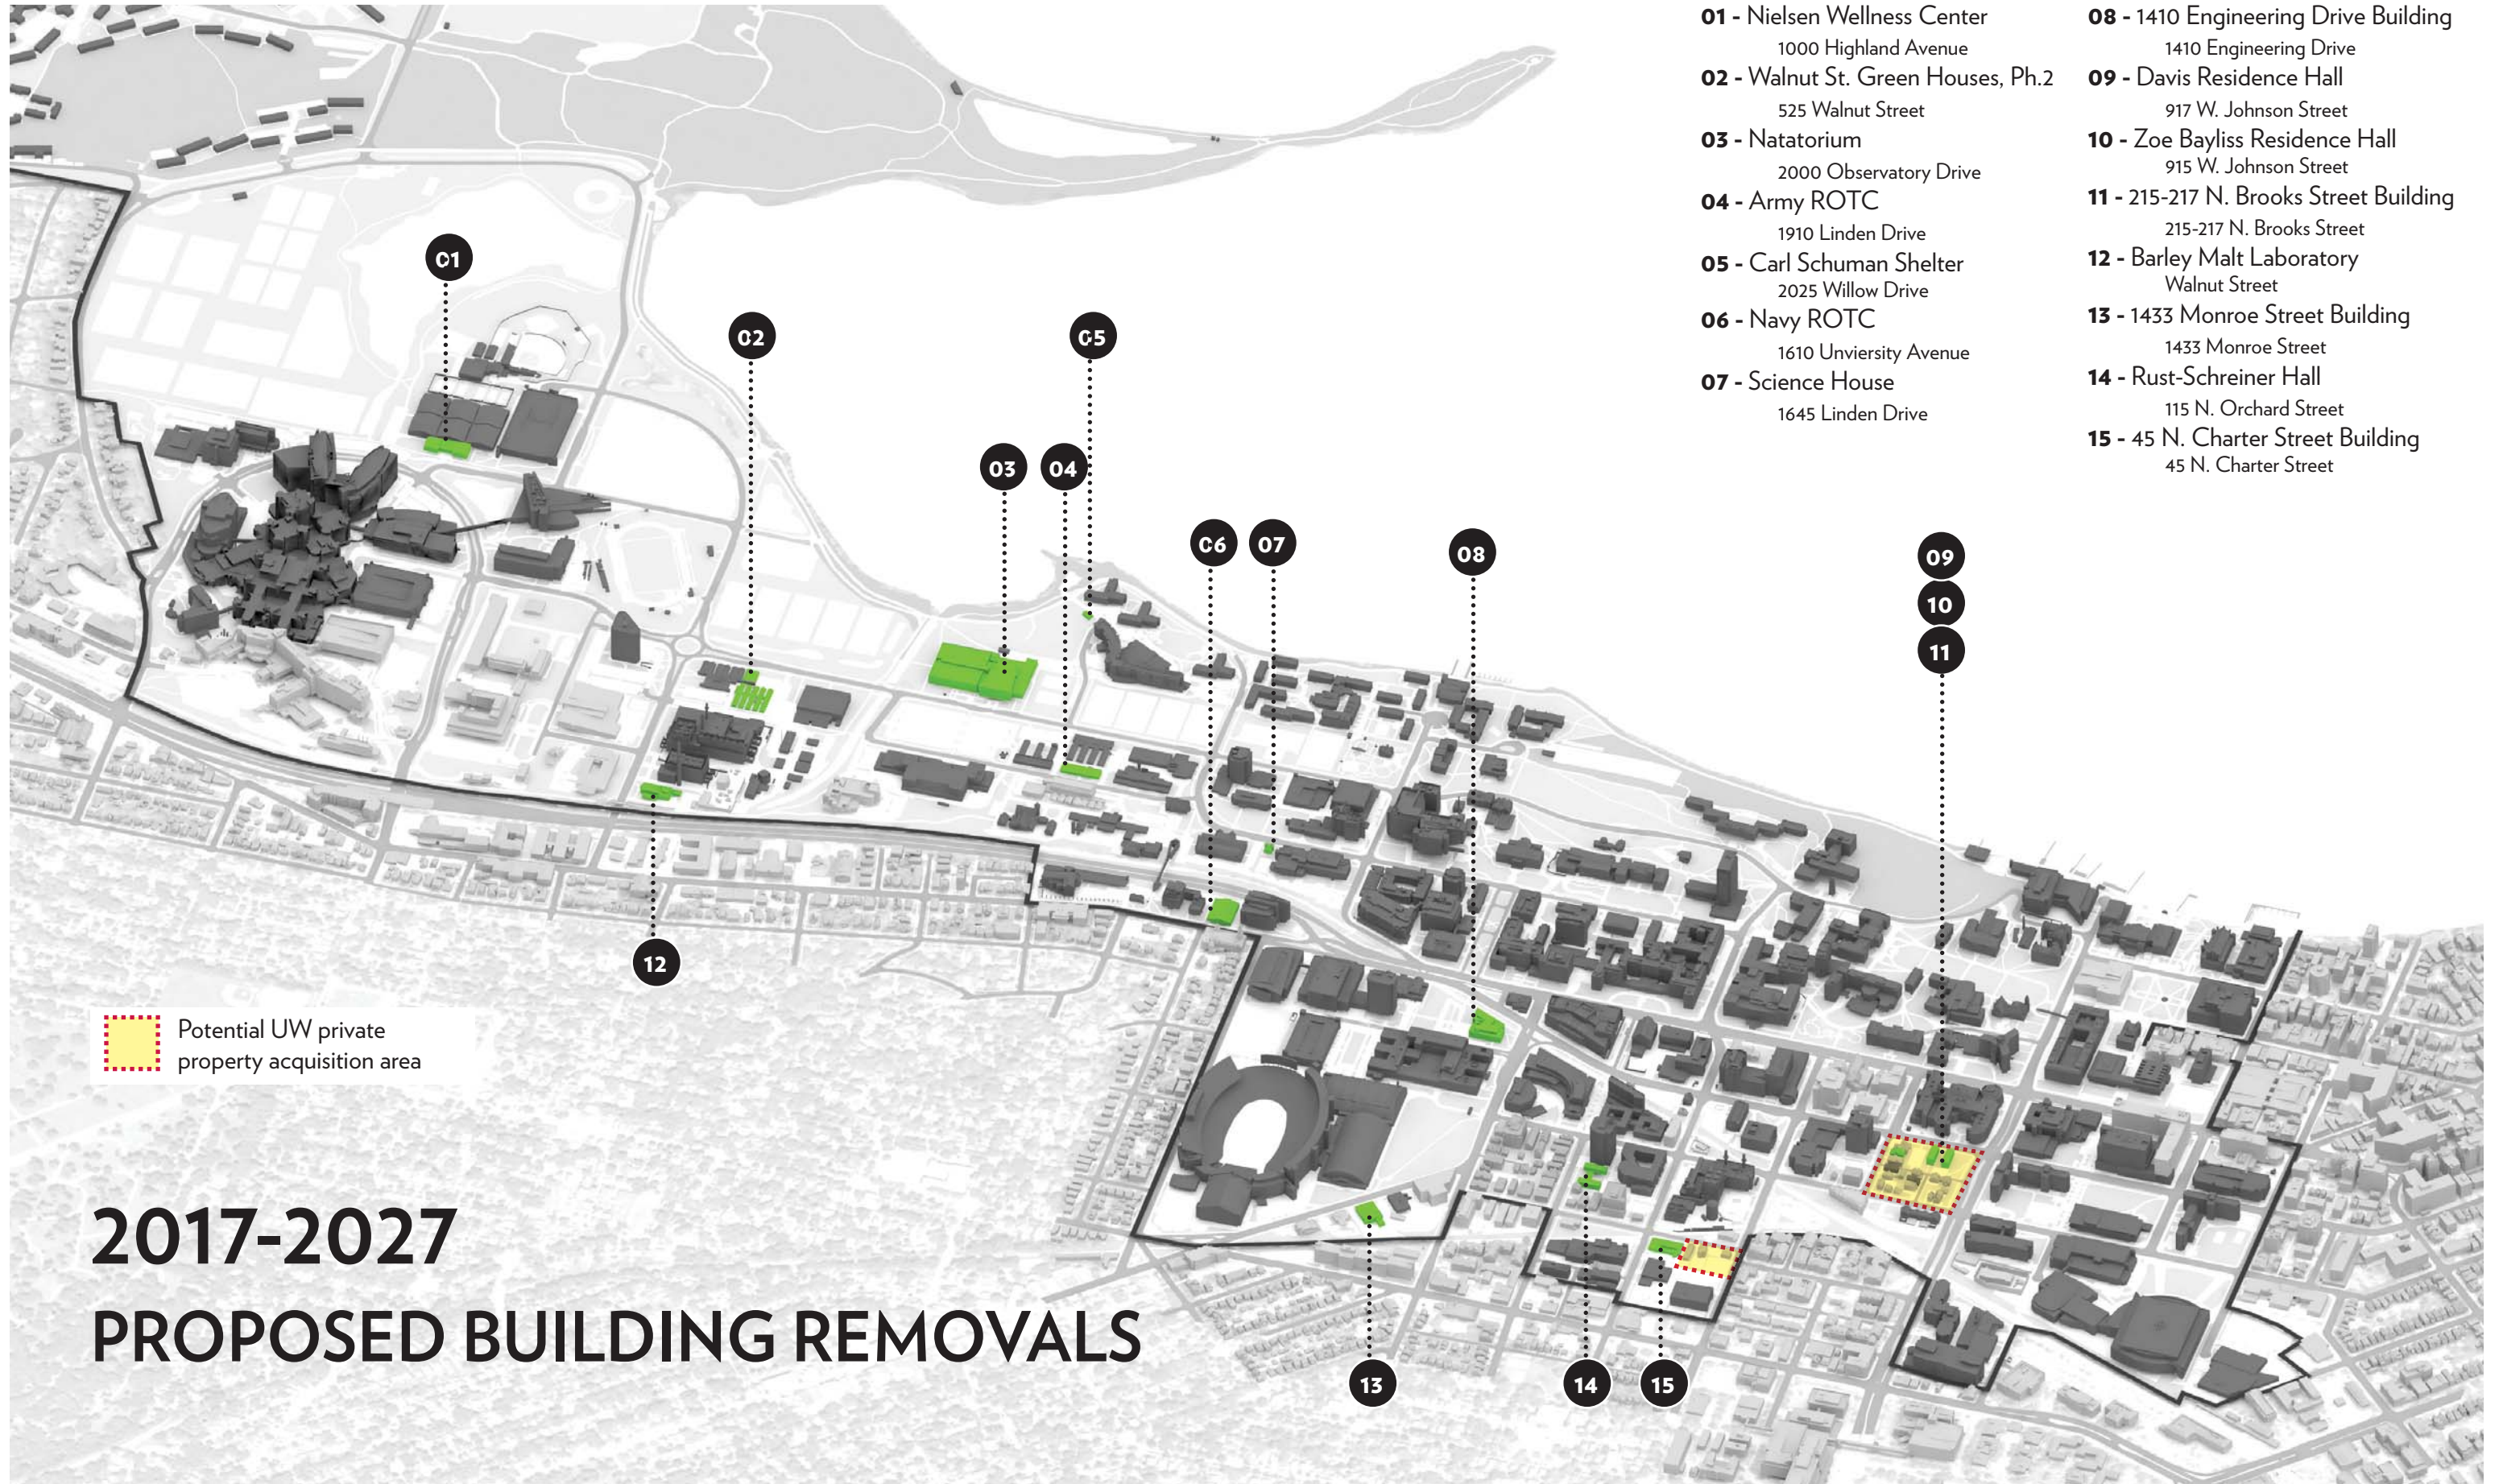 01 - Nielsen Wellness Center
1000 Highland Avenue
02 - Walnut St. Green Houses, Ph.2
525 Walnut Street
03 - Natatorium
2000 Observatory Drive
04 - Army ROTC
1910 Linden Drive
05 - Carl Schuman Shelter
2025 Willow Drive
06 - Navy ROTC
1610 Unviersity Avenue
07 - Science House
1645 Linden Drive
08 - 1410 Engineering Drive Building
1410 Engineering Drive
09 - Davis Residence Hall
917 W. Johnson Street
10 - Zoe Bayliss Residence Hall
915 W. Johnson Street
11 - 215-217 N. Brooks Street Building
215-217 N. Brooks Street
12 - Barley Malt Laboratory
Walnut Street
13 - 1433 Monroe Street Building
1433 Monroe Street
14 - Rust-Schreiner Hall
115 N. Orchard Street
15 - 45 N. Charter Street Building
45 N. Charter Street
01
02
05
03
04
06
07
08
09
10
11
12
Potential UW private
property acquisition area
2017-2027
PROPOSED BUILDING REMOVALS
13
14
15